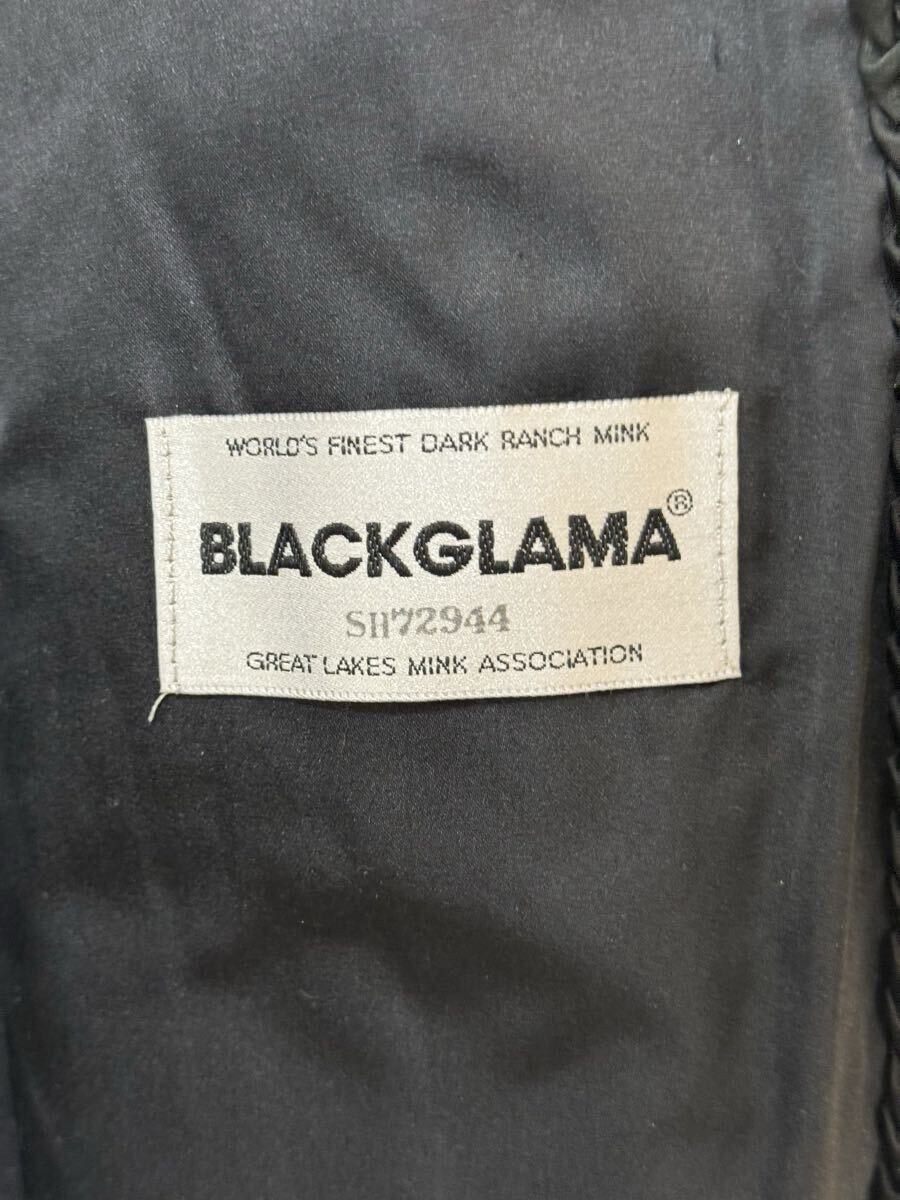 WORLD'S FINEST DARK RANCH MINK
BLACKGLAMA®
SH72944
GREAT LAKES MINK ASSOCIATION